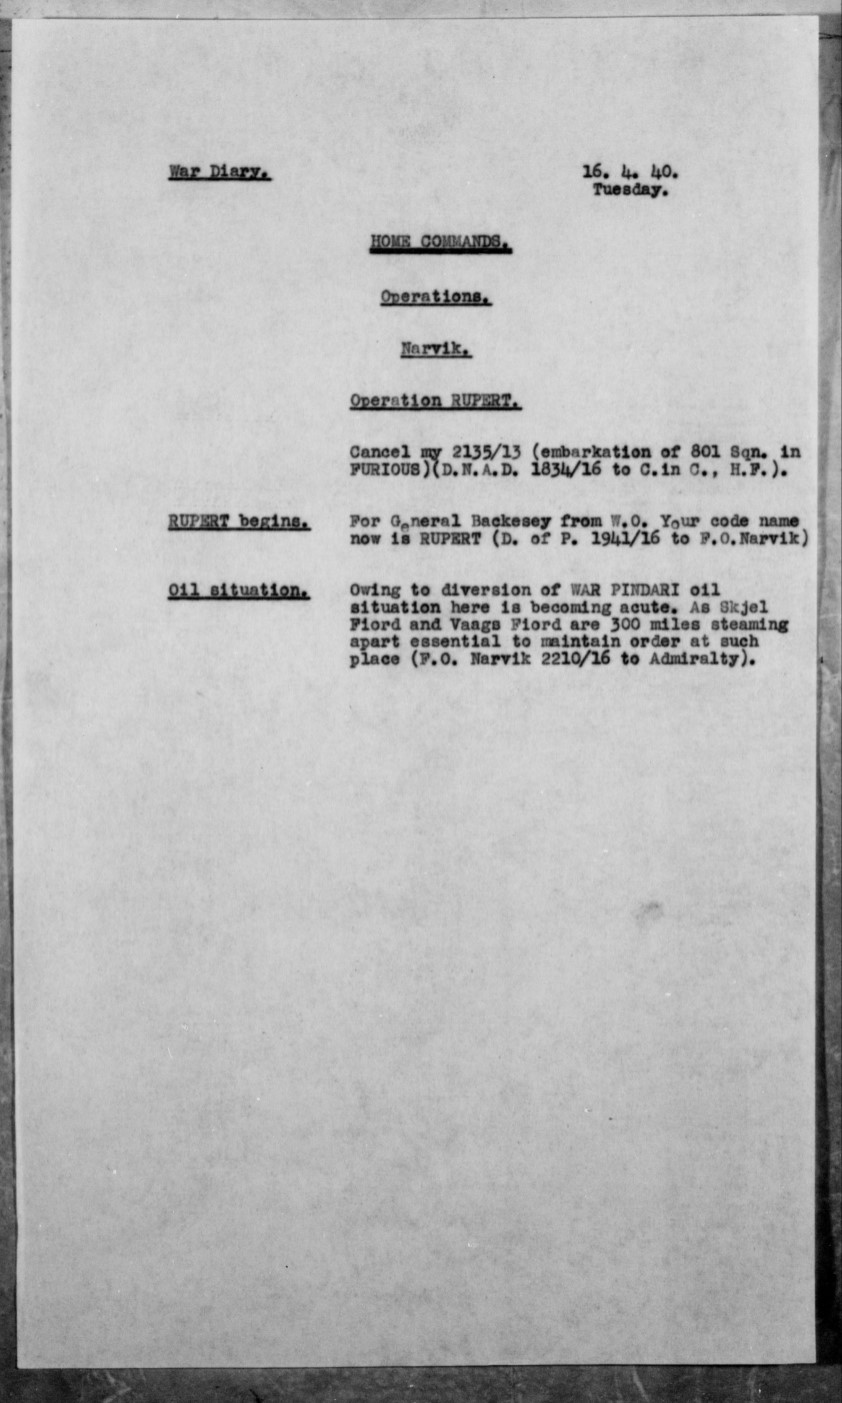 War Diary.
16. 4. 40.
Tuesday.
HOME COMMANDS.
Operations.
Narvik.
Operation RUPERT.
Cancel my 2135/13 (embarkation of 801 Sqn. in
FURIOUS)(D.N.A.D. 1834/16 to C.in C., H.F.).
RUPERT begins.
For General Backesey from W.O. Your code name
now is RUPERT (D. of P. 1941/16 to F.O.Narvik)
Oil situation.
Owing to diversion of WAR PINDARI oil
situation here is becoming acute. As Skjel
Fiord and Vaags Fiord are 300 miles steaming
apart essential to maintain order at such
place (F.O. Narvik 2210/16 to Admiralty).